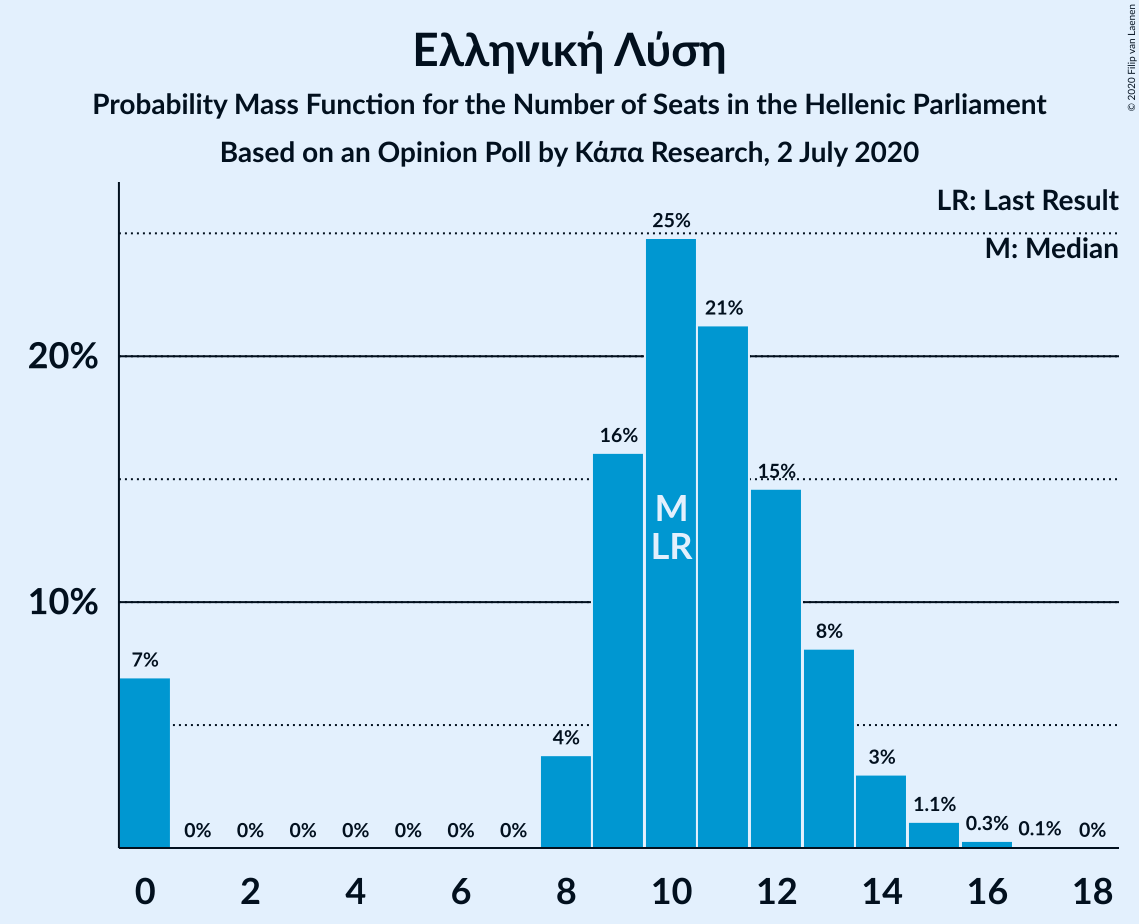 Ελληνική Λύση
Probability Mass Function for the Number of Seats in the Hellenic Parliament
Based on an Opinion Poll by Κάπα Research, 2 July 2020
© 2020 Filip van Laenen
LR: Last Result
M: Median
25%
21%
20%
16%
15%
M
LR
10%
8%
7%
4%
3%
1.1%
0.3%
0.1%
0%
0% 0% 0% 0% 0% 0% 0%
0 2 4 6 8 10 12 14 16 18